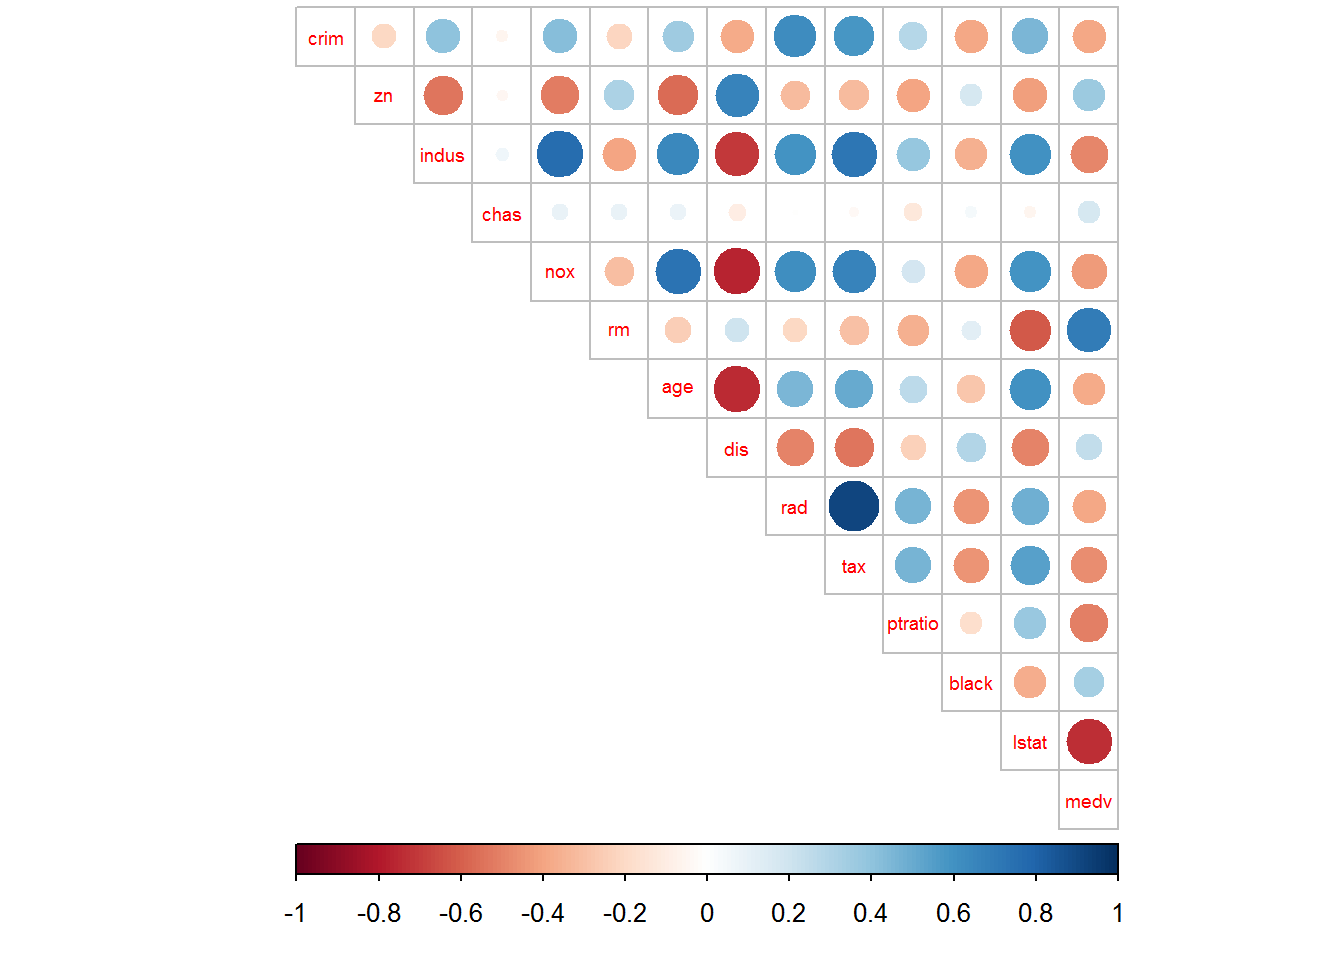 crim
zn
indus
chas
nox
rm
age
dis
rad
tax
ptratio
black
lstat
medv
-1 -0.8 -0.6 -0.4 -0.2 0 0.2 0.4 0.6 0.8 1